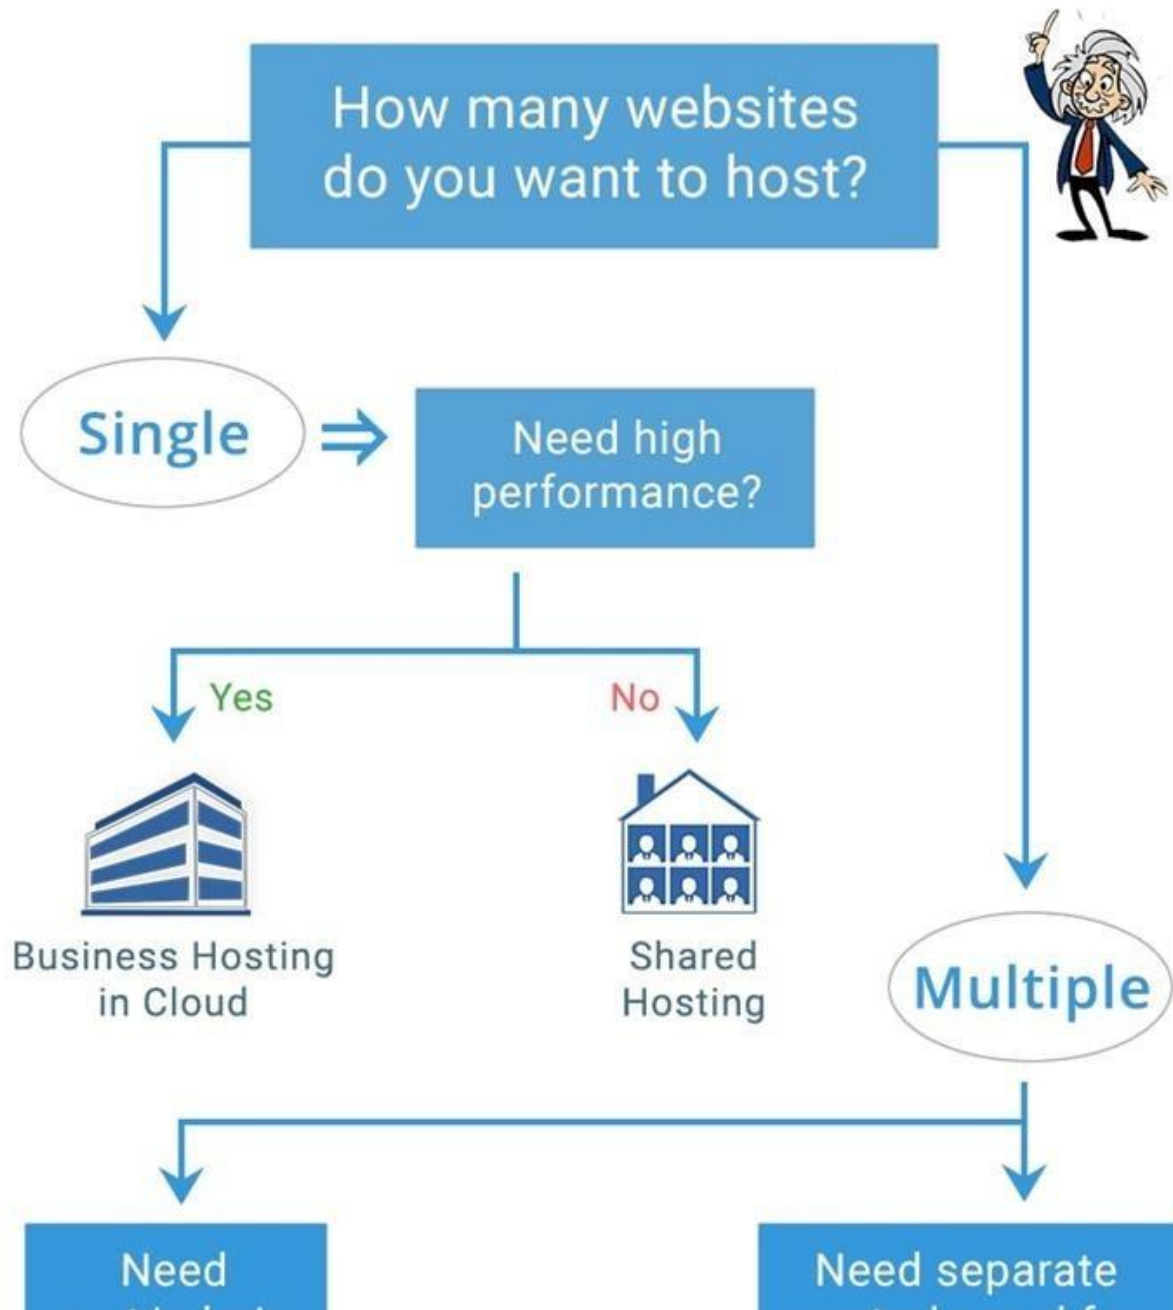 How many websites
do you want to host?
Single
Need high
performance?
Yes
No
Business Hosting
in Cloud
Shared
Hosting
Multiple
Need
Need separate